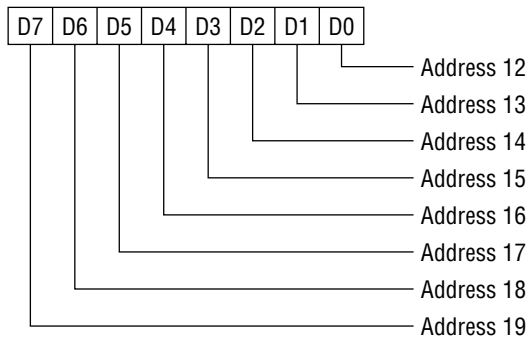 D7 D6 D5 D4 D3 D2 D1 D0
Address 12
Address 13
Address 14
Address 15
Address 16
Address 17
Address 18
Address 19